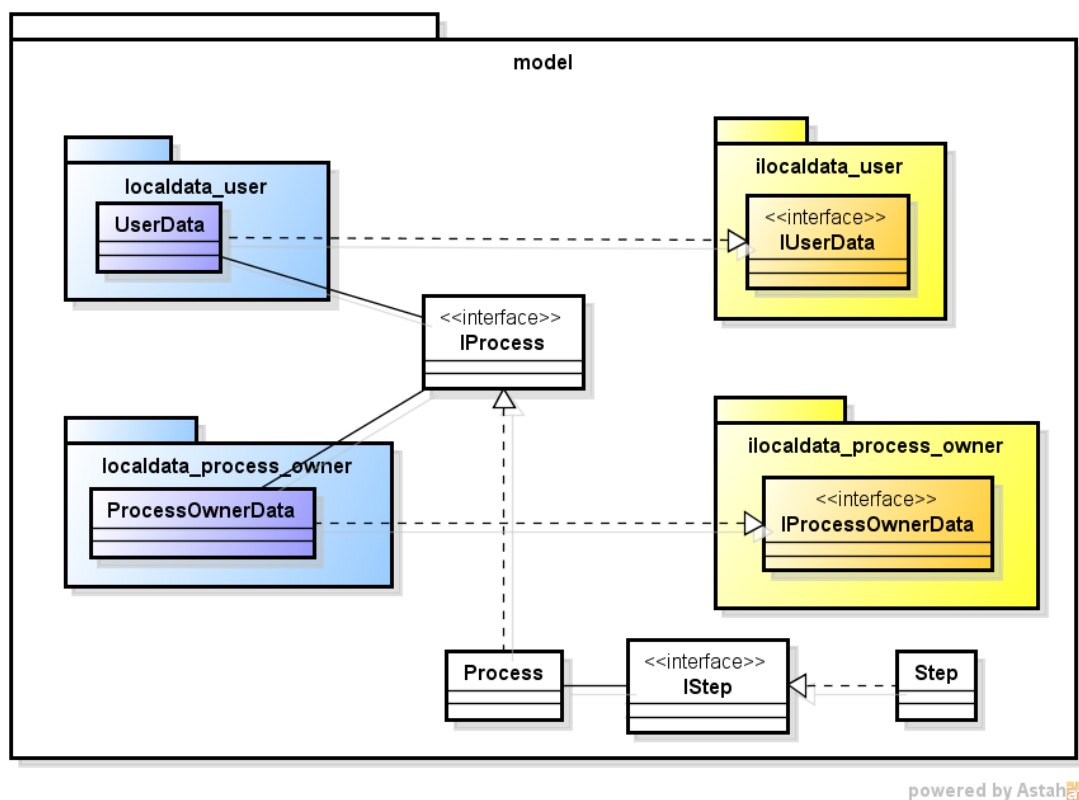 model
localdata_user
UserData
ilocaldata_user
<<interface>>
IUserData
<<interface>>
IProcess
localdata_process_owner
ProcessOwnerData
ilocaldata_process_owner
<<interface>>
IProcessOwnerData
Process
<<interface>>
IStep
Step
powered by Astah